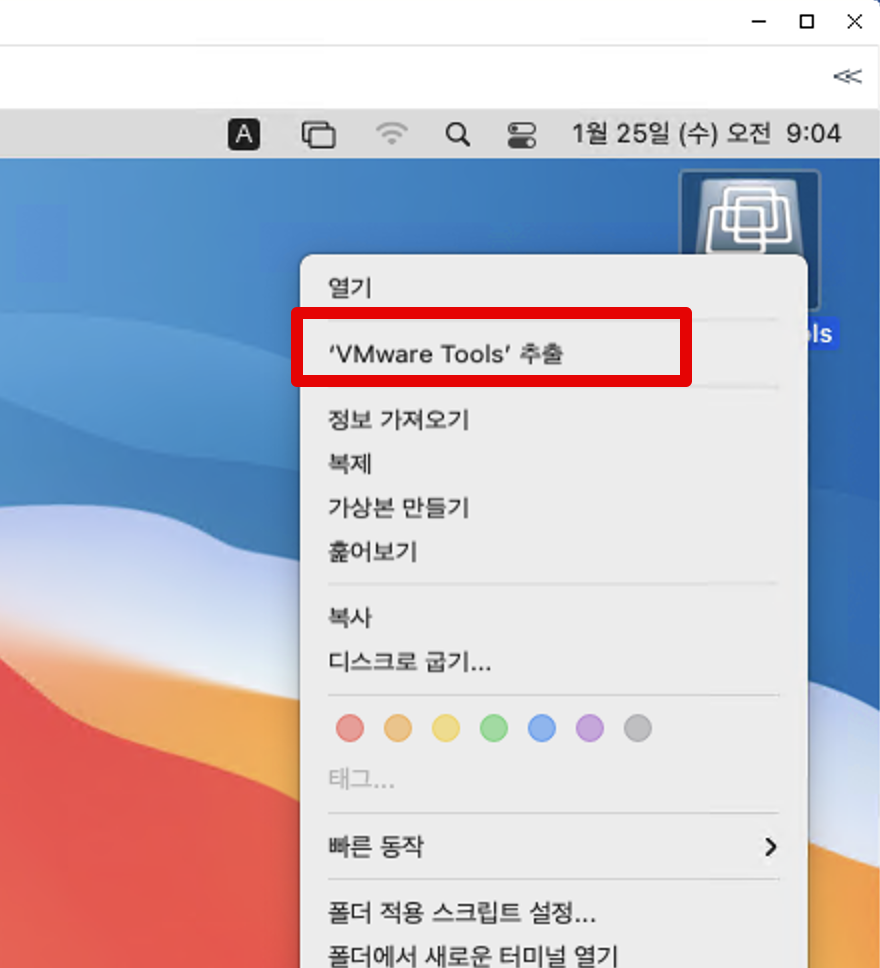 A
1월 25일 (수) 오전 9:04
열기
ols
‘VMware Tools’ 추출
정보 가져오기
복제
가상본 만들기
훑어보기
복사
디스크로 굽기...
태그...
빠른 동작
폴더 적용 스크립트 설정...
폴더에서 새로운 터미널 열기